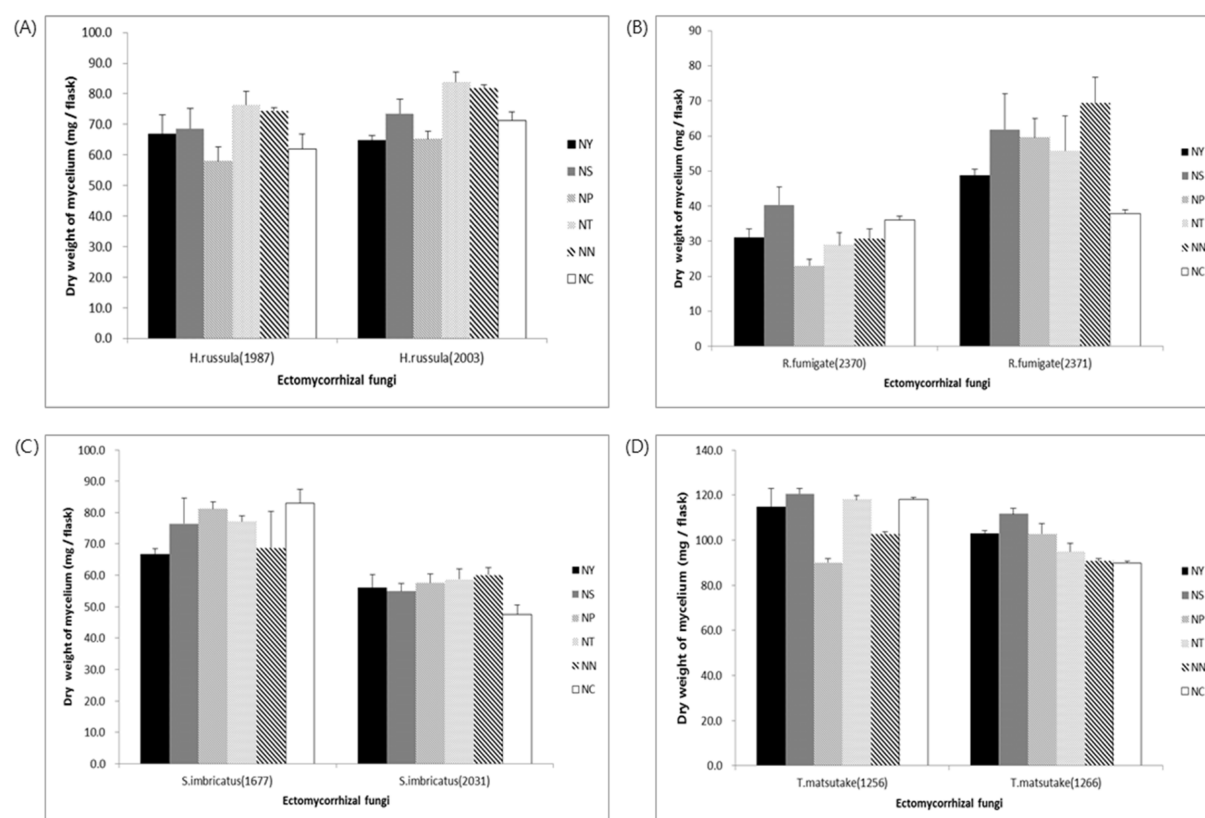 (A)
100.0
90.0
80.0
70.0
60.0
50.0
40.0
30.0
20.0
10.0
0.0
Dry weight of mycelium (mg / flask)
H.russula(1987) H.russula(2003)
Ectomycorrhizal fungi
NY
NS
NP
NT
NN
NC
(B)
90
80
70
60
50
40
30
20
10
0
Dry weight of mycelium (mg / flask)
R.fumigate(2370) R.fumigate(2371)
Ectomycorrhizal fungi
NY
NS
NP
NT
NN
NC
(C)
100.0
90.0
80.0
70.0
60.0
50.0
40.0
30.0
20.0
10.0
0.0
Dry weight of mycelium (mg / flask)
S.imbricatus(1677) S.imbricatus(2031)
Ectomycorrhizal fungi
NY
NS
NP
NT
NN
NC
(D)
140.0
120.0
100.0
80.0
60.0
40.0
20.0
0.0
Dry weight of mycelium (mg / flask)
T.matsutake(1256) T.matsutake(1266)
Ectomycorrhizal fungi
NY
NS
NP
NT
NN
NC